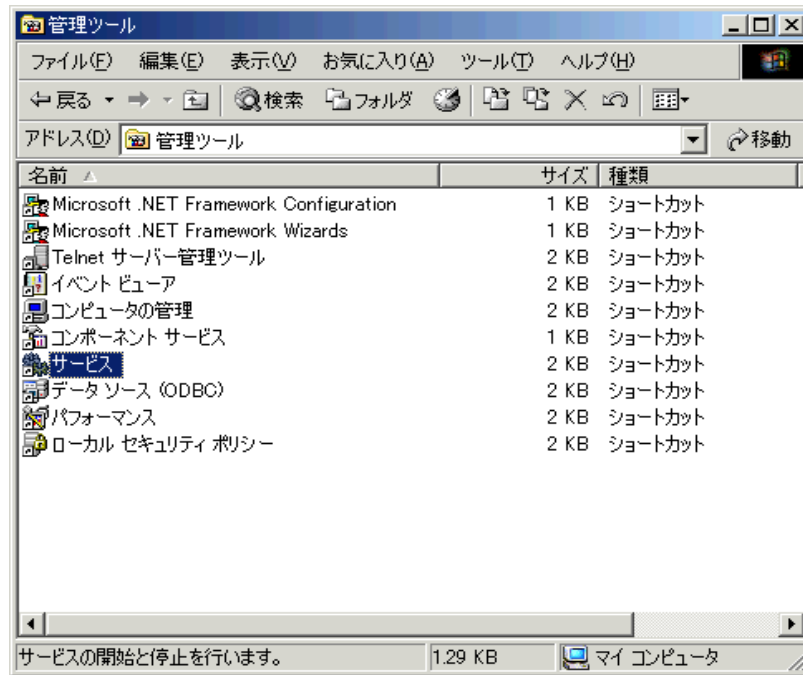 管理ツール
ファイル(F) 編集(E) 表示(V) お気に入り(A) ツール(T) ヘルプ(H)
戻る 検索 フォルダ
アドレス(D) 管理ツール 移動
名前 サイズ 種類
Microsoft .NET Framework Configuration 1 KB ショートカット
Microsoft .NET Framework Wizards 1 KB ショートカット
Telnet サーバー管理ツール 2 KB ショートカット
イベント ビューア 2 KB ショートカット
コンピュータの管理 2 KB ショートカット
コンポーネント サービス 1 KB ショートカット
サービス 2 KB ショートカット
データ ソース (ODBC) 2 KB ショートカット
パフォーマンス 2 KB ショートカット
ローカル セキュリティ ポリシー 2 KB ショートカット
サービスの開始と停止を行います。 1.29 KB マイ コンピュータ